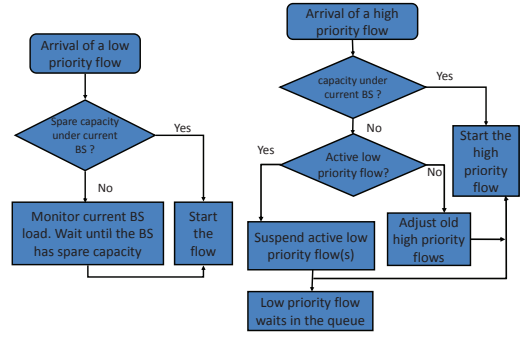 Arrival of a low
priority flow
Spare capacity
under current
BS ?
Yes
No
Monitor current BS
load. Wait until the BS
has spare capacity
Start
the
flow
Arrival of a high
priority flow
capacity under
current BS ?
Yes
No
Active low
priority flow?
Yes
No
Start the
high
priority
flow
Suspend active low
priority flow(s)
Adjust old
high priority
flows
Low priority flow
waits in the queue